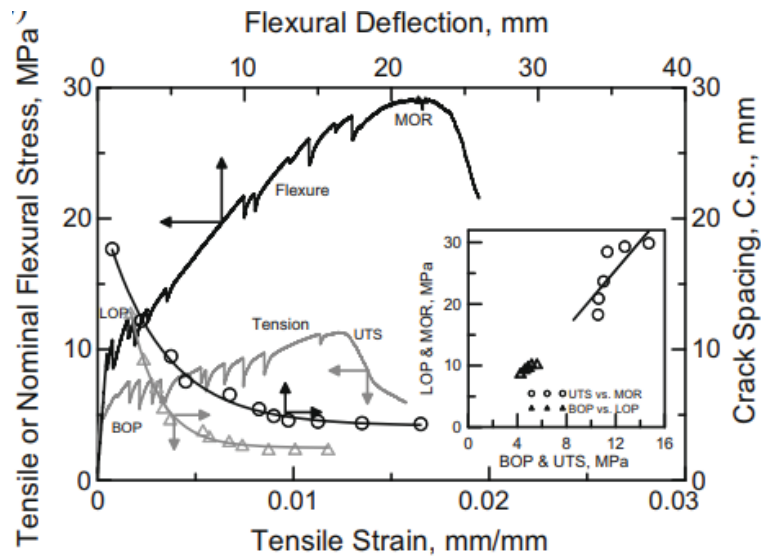 )
Flexural Deflection, mm
0 10 20 30 40
Tensile or Nominal Flexural Stress, MPa
30
20
10
0
MOR
Flexure
LOP
Tension
UTS
BOP
LOP & MOR, MPa
30
20
10
0
UTS vs. MOR
BOP vs. LOP
0 4 8 12 16
BOP & UTS, MPa
30
20
10
0
Crack Spacing, C.S., mm
0 0.01 0.02 0.03
Tensile Strain, mm/mm